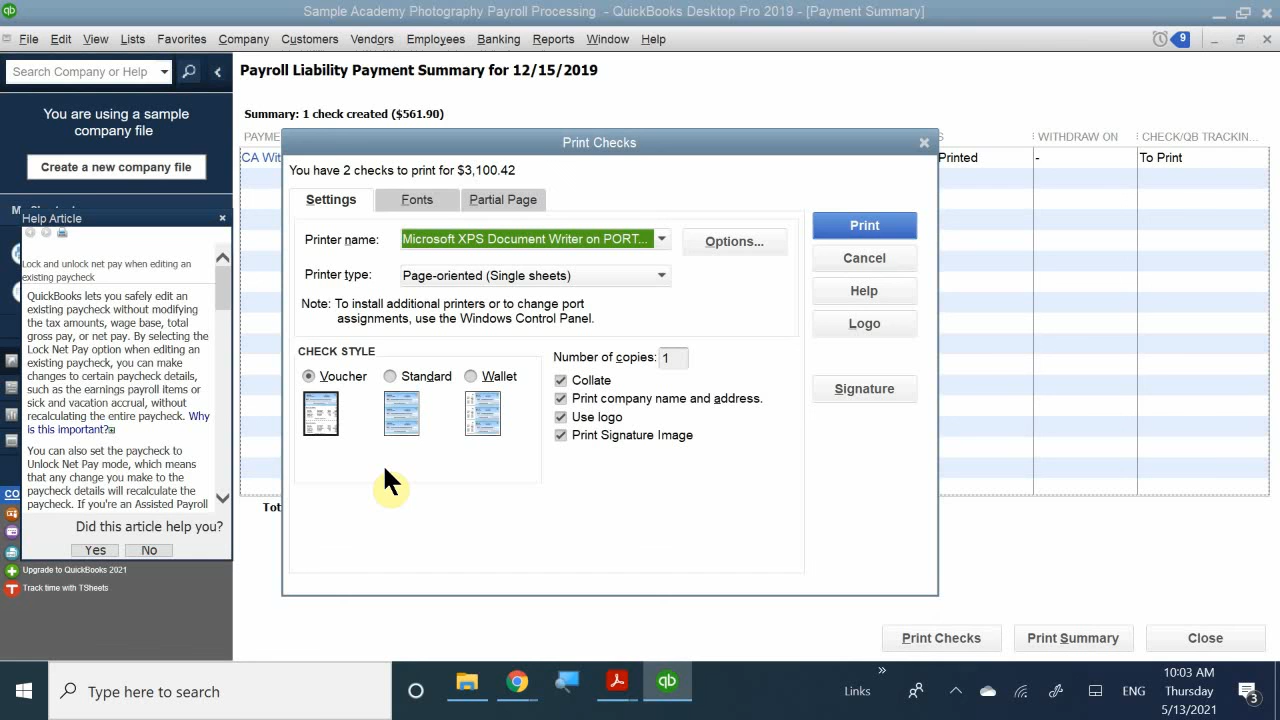 Sample Academy Photography Payroll Processing - QuickBooks Desktop Pro 2019 - [Payment Summary]
File Edit View Lists Favorites Company Customers Vendors Employees Banking Reports Window Help
9
Search Company or Help
You are using a sample
company file
Create a new company file
Help Article
Lock and unlock net pay when editing an
existing paycheck
QuickBooks lets you safely edit an
existing paycheck without modifying
the tax amounts, wage base, total
gross pay, or net pay. By selecting the
Lock Net Pay option when editing an
existing paycheck, you can make
changes to certain paycheck details,
sick as the earnings payroll items or
sick and vacation accrual, without
recalculating the entire paycheck. Why
is this important?
You can also set the paycheck to
Unlock Net Pay mode, which means
that any change you make to the
paycheck details will recalculate the
paycheck. If you're an Assisted Payroll
Did this article help you?
Yes No
Upgrade to QuickBooks 2021
Track time with TSheets
Payroll Liability Payment Summary for 12/15/2019
Summary: 1 check created ($561.90)
PAYME
WITHDRAW ON
CHECK/QB TRACKIN...
CA Wit
Printed
-
To Print
Tot
Print Checks
You have 2 checks to print for $3,100.42
Settings Fonts Partial Page
Printer name: Microsoft XPS Document Writer on PORT... Options...
Printer type: Page-oriented (Single sheets)
Note: To install additional printers or to change port
assignments, use the Windows Control Panel.
CHECK STYLE
Voucher Standard Wallet
Number of copies: 1
Collate
Print company name and address.
Use logo
Print Signature Image
Print
Cancel
Help
Logo
Signature
Print Checks Print Summary Close
Type here to search
qb
Links
ENG
10:03 AM
Thursday
5/13/2021
3